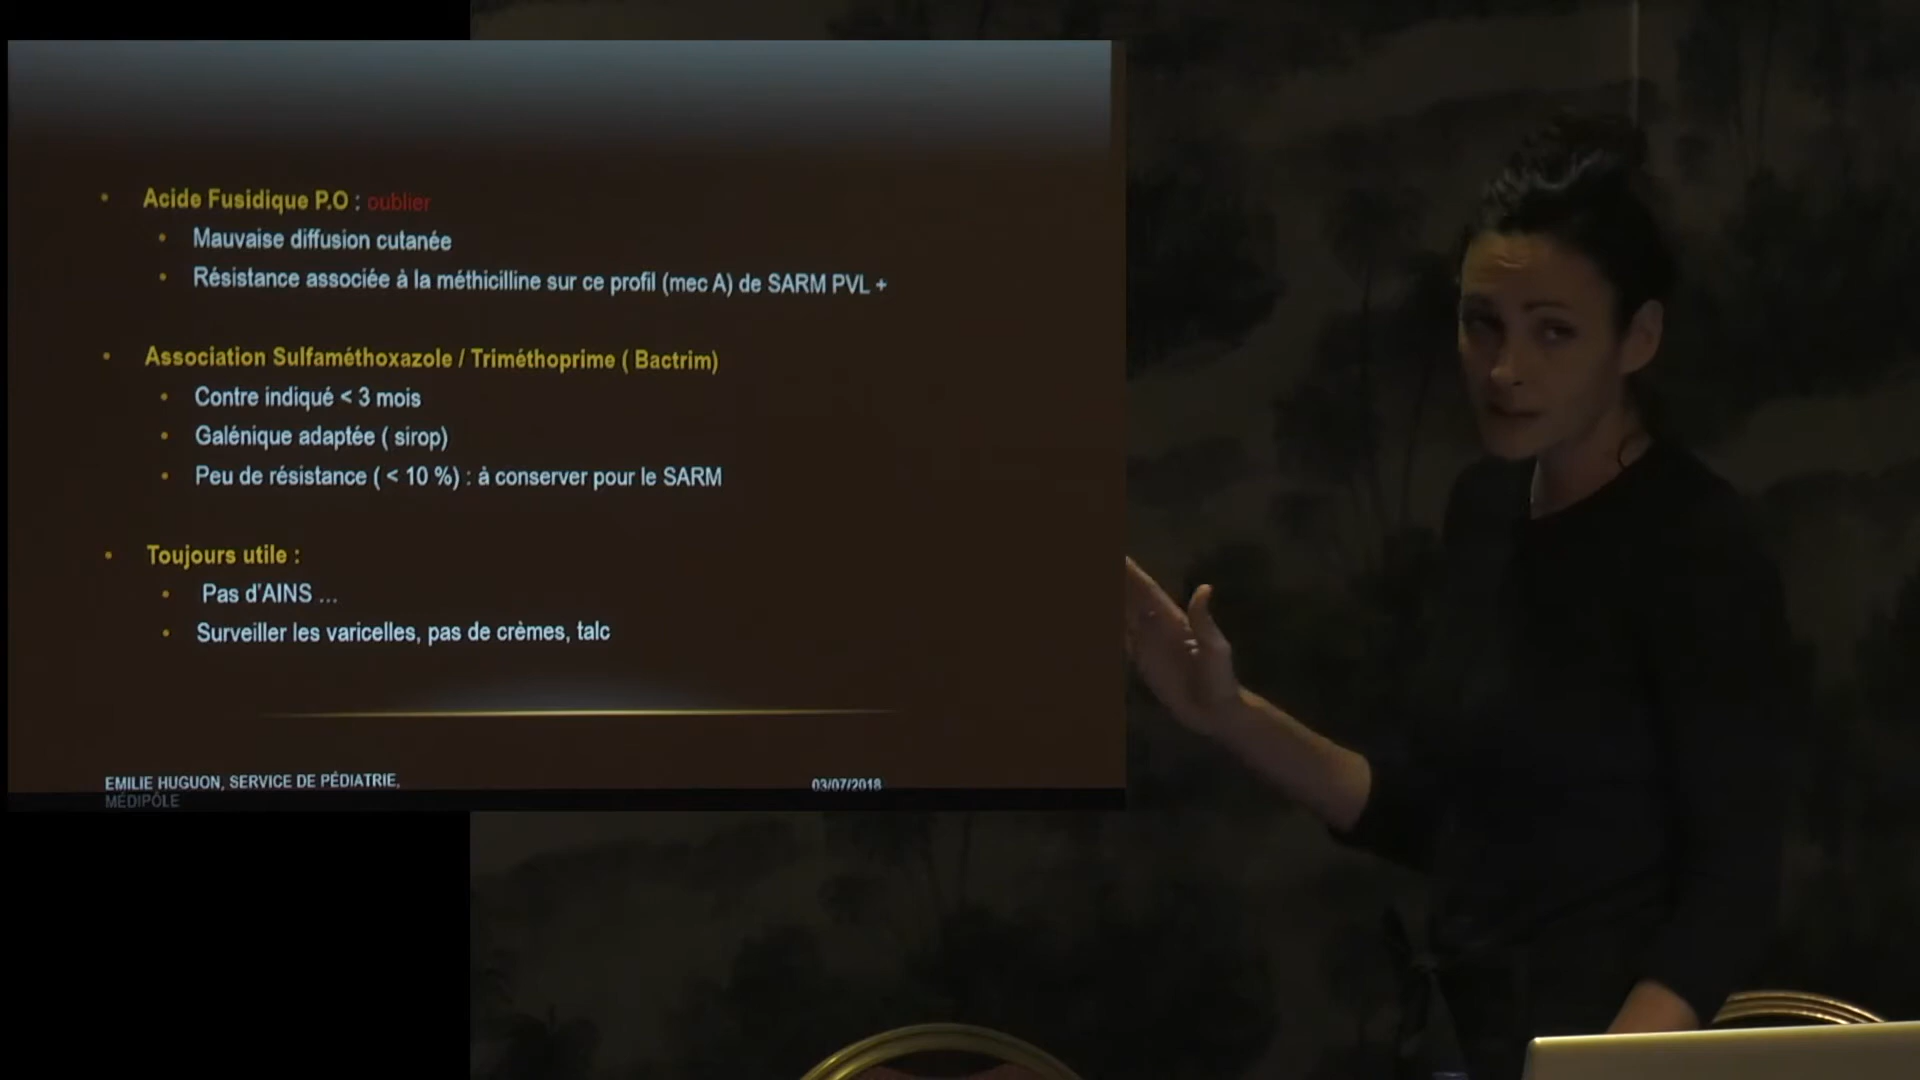 Acide Fusidique P.O : oublier
Mauvaise diffusion cutanée
Résistance associée à la méthicilline sur ce profil (mec A) de SARM PVL +
Association Sulfaméthoxazole / Triméthoprime ( Bactrim)
Contre indiqué < 3 mois
Galénique adaptée ( sirop)
Peu de résistance ( < 10 %) : à conserver pour le SARM
Toujours utile :
Pas d'AINS ...
Surveiller les varicelles, pas de crèmes, talc
EMILIE HUGUON, SERVICE DE PÉDIATRIE,
MÉDIPÔLE
03/07/2018